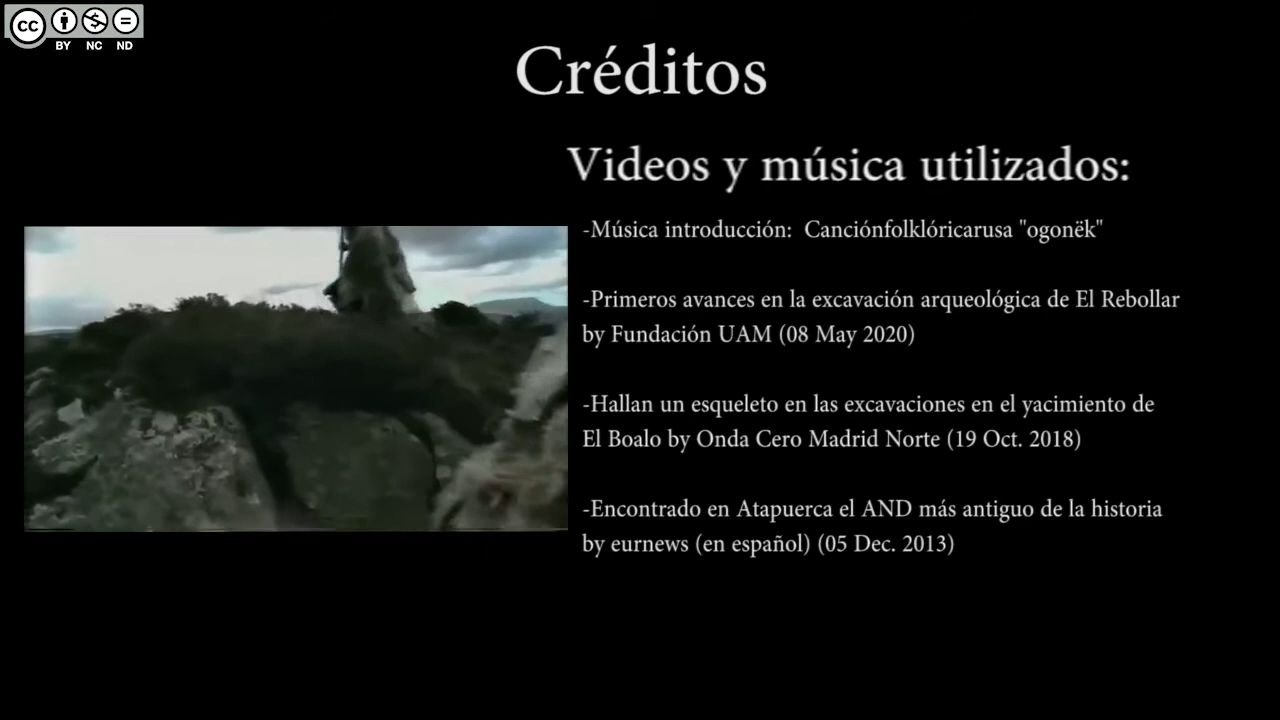 CC
BY NC ND
Créditos
Videos y música utilizados:
-Música introducción: Canciónfolklóricarusa "ogonëk"
-Primeros avances en la excavación arqueológica de El Rebollar
by Fundación UAM (08 May 2020)
-Hallan un esqueleto en las excavaciones en el yacimiento de
El Boalo by Onda Cero Madrid Norte (19 Oct. 2018)
-Encontrado en Atapuerca el AND más antiguo de la historia
by eurnews (en español) (05 Dec. 2013)